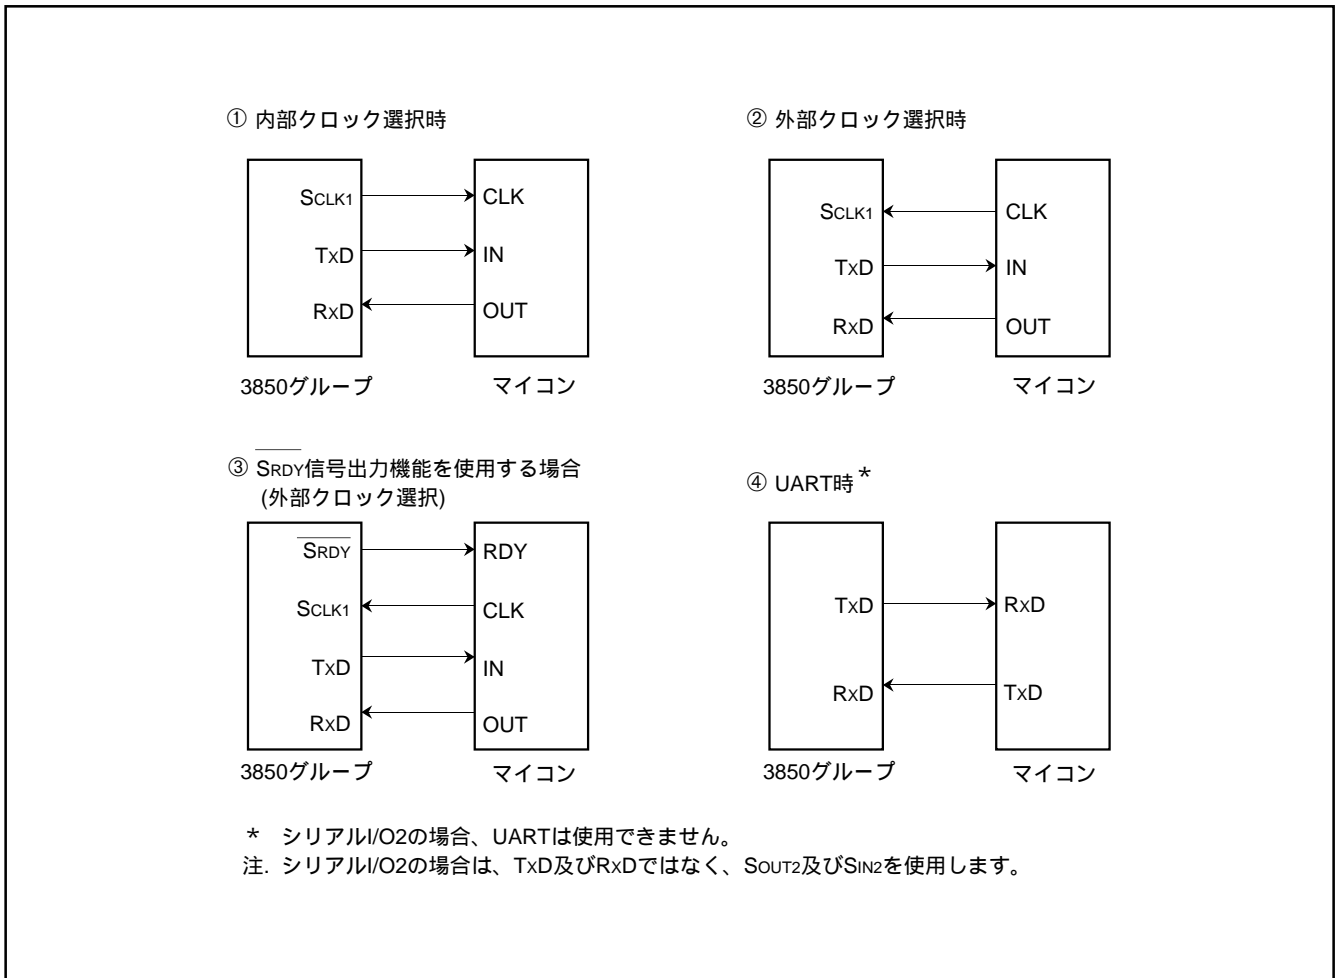 ① 内部クロック選択時
SCLK1
CLK
TxD
IN
RxD
OUT
3850グループ
マイコン
② 外部クロック選択時
SCLK1
CLK
TxD
IN
RxD
OUT
3850グループ
マイコン
③ SRDY信号出力機能を使用する場合
(外部クロック選択)
SRDY
RDY
SCLK1
CLK
TxD
IN
RxD
OUT
3850グループ
マイコン
④ UART時*
TxD
RxD
RxD
TxD
3850グループ
マイコン
* シリアルI/O2の場合、UARTは使用できません。
注. シリアルI/O2の場合は、TxD及びRxDではなく、SOUT2及びSIN2を使用します。